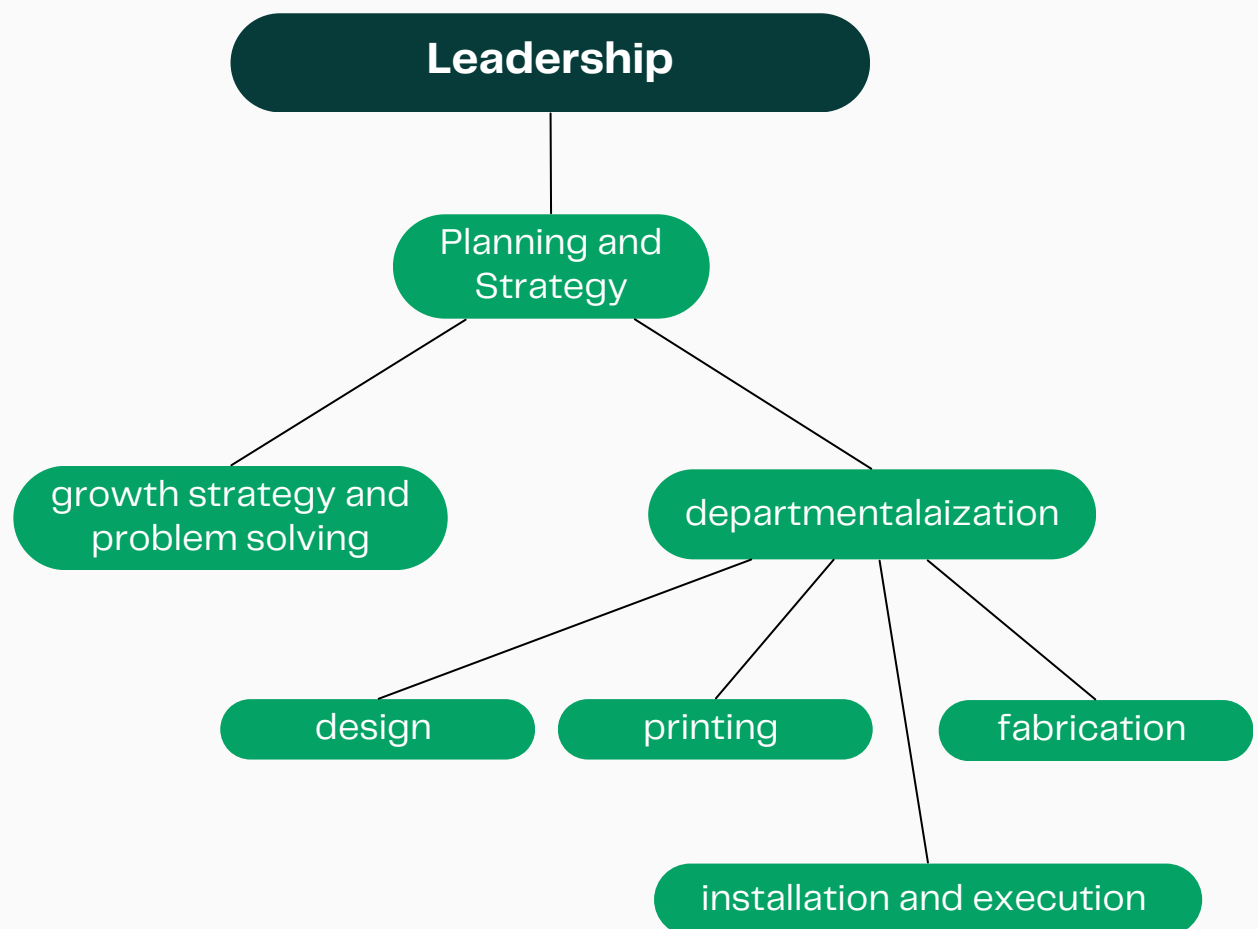 Leadership
Planning and
Strategy
growth strategy and
problem solving
departmentalaization
design
printing
fabrication
installation and execution